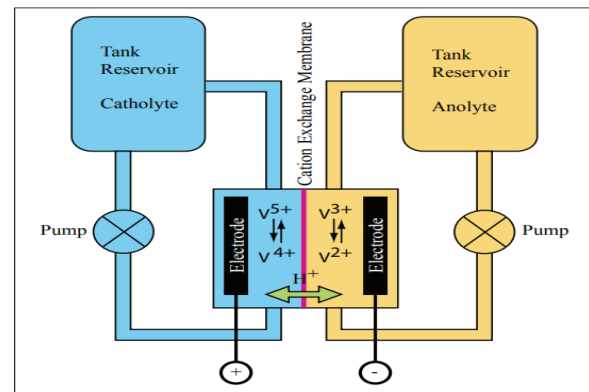 Tank
Reservoir
Catholyte
Cation Exchange Membrane
Tank
Reservoir
Anolyte
Pump
Pump
Electrode
V5+
V4+
V3+
V2+
Electrode
H+
+
-